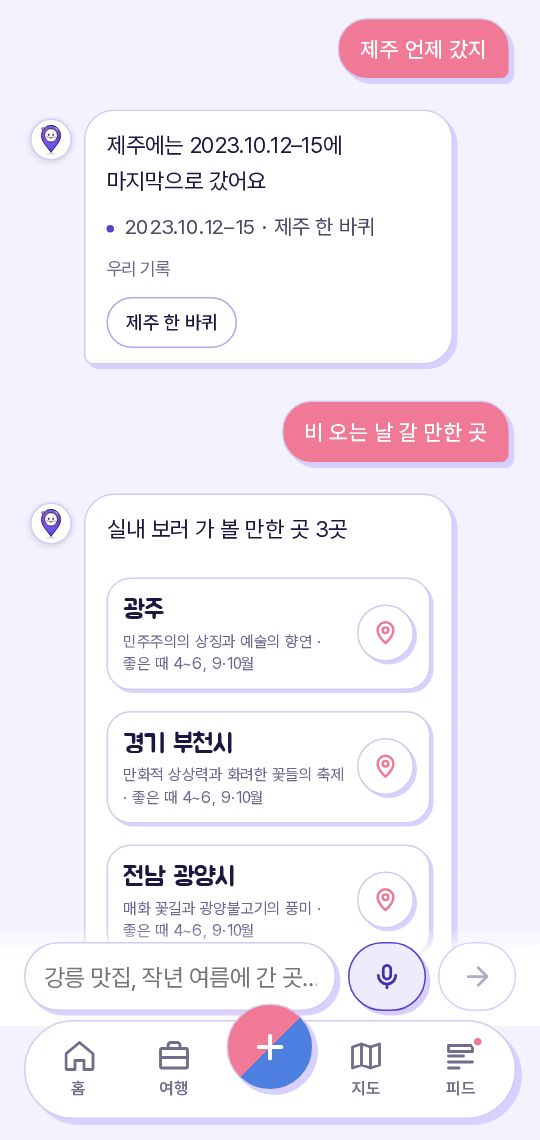 제주 언제 갔지
제주에는 2023.10.12–15에
마지막으로 갔어요
• 2023.10.12–15 · 제주 한 바퀴
우리 기록
제주 한 바퀴
비 오는 날 갈 만한 곳
실내 보러 가 볼 만한 곳 3곳
광주
민주주의의 상징과 예술의 향연 ·
좋은 때 4~6, 9·10월
경기 부천시
만화적 상상력과 화려한 꽃들의 축제
· 좋은 때 4~6, 9·10월
전남 광양시
매화 꽃길과 광양불고기의 풍미 ·
좋은 때 4~6, 9·10월
강릉 맛집, 작년 여름에 간 곳…
홈
여행
지도
피드